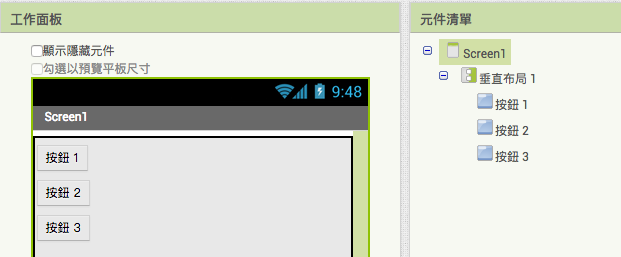 工作面板
顯示隱藏元件
勾選以預覽平板尺寸
9:48
Screen1
按鈕 1
按鈕 2
按鈕 3
元件清單
Screen1
垂直布局 1
按鈕 1
按鈕 2
按鈕 3